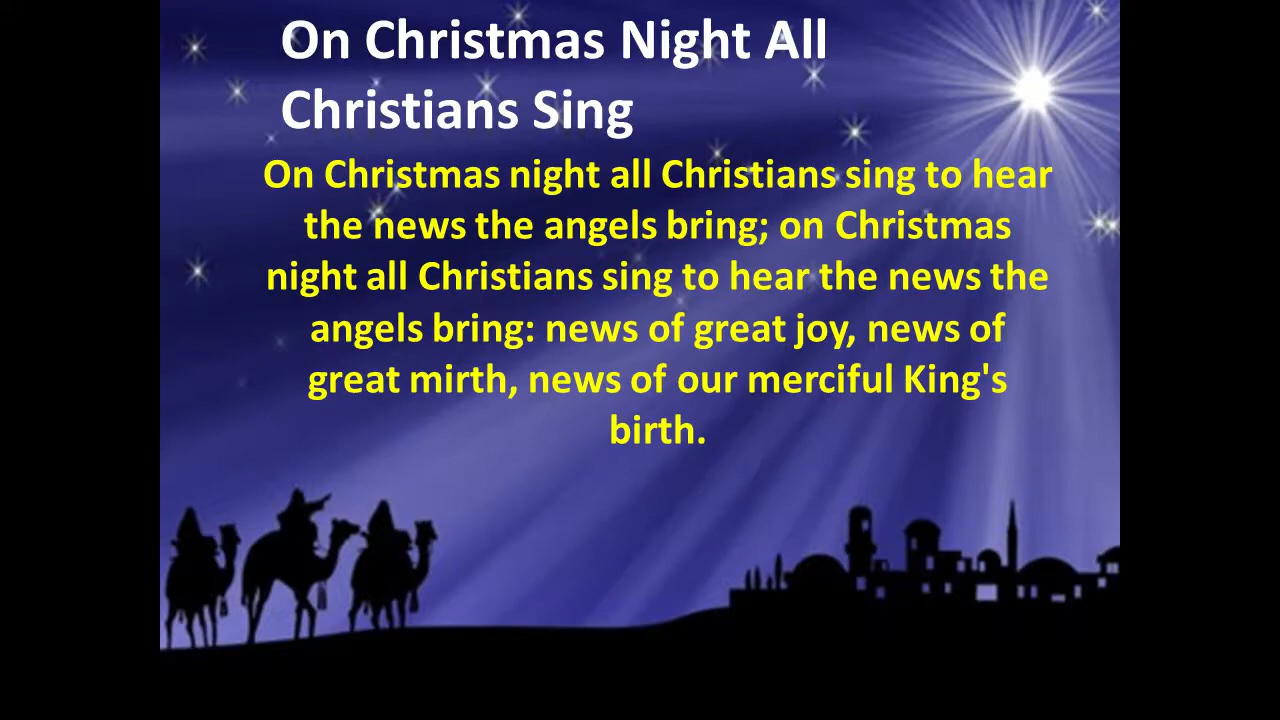 On Christmas Night All
Christians Sing
On Christmas night all Christians sing to hear
the news the angels bring; on Christmas
night all Christians sing to hear the news the
angels bring: news of great joy, news of
great mirth, news of our merciful King's
birth.